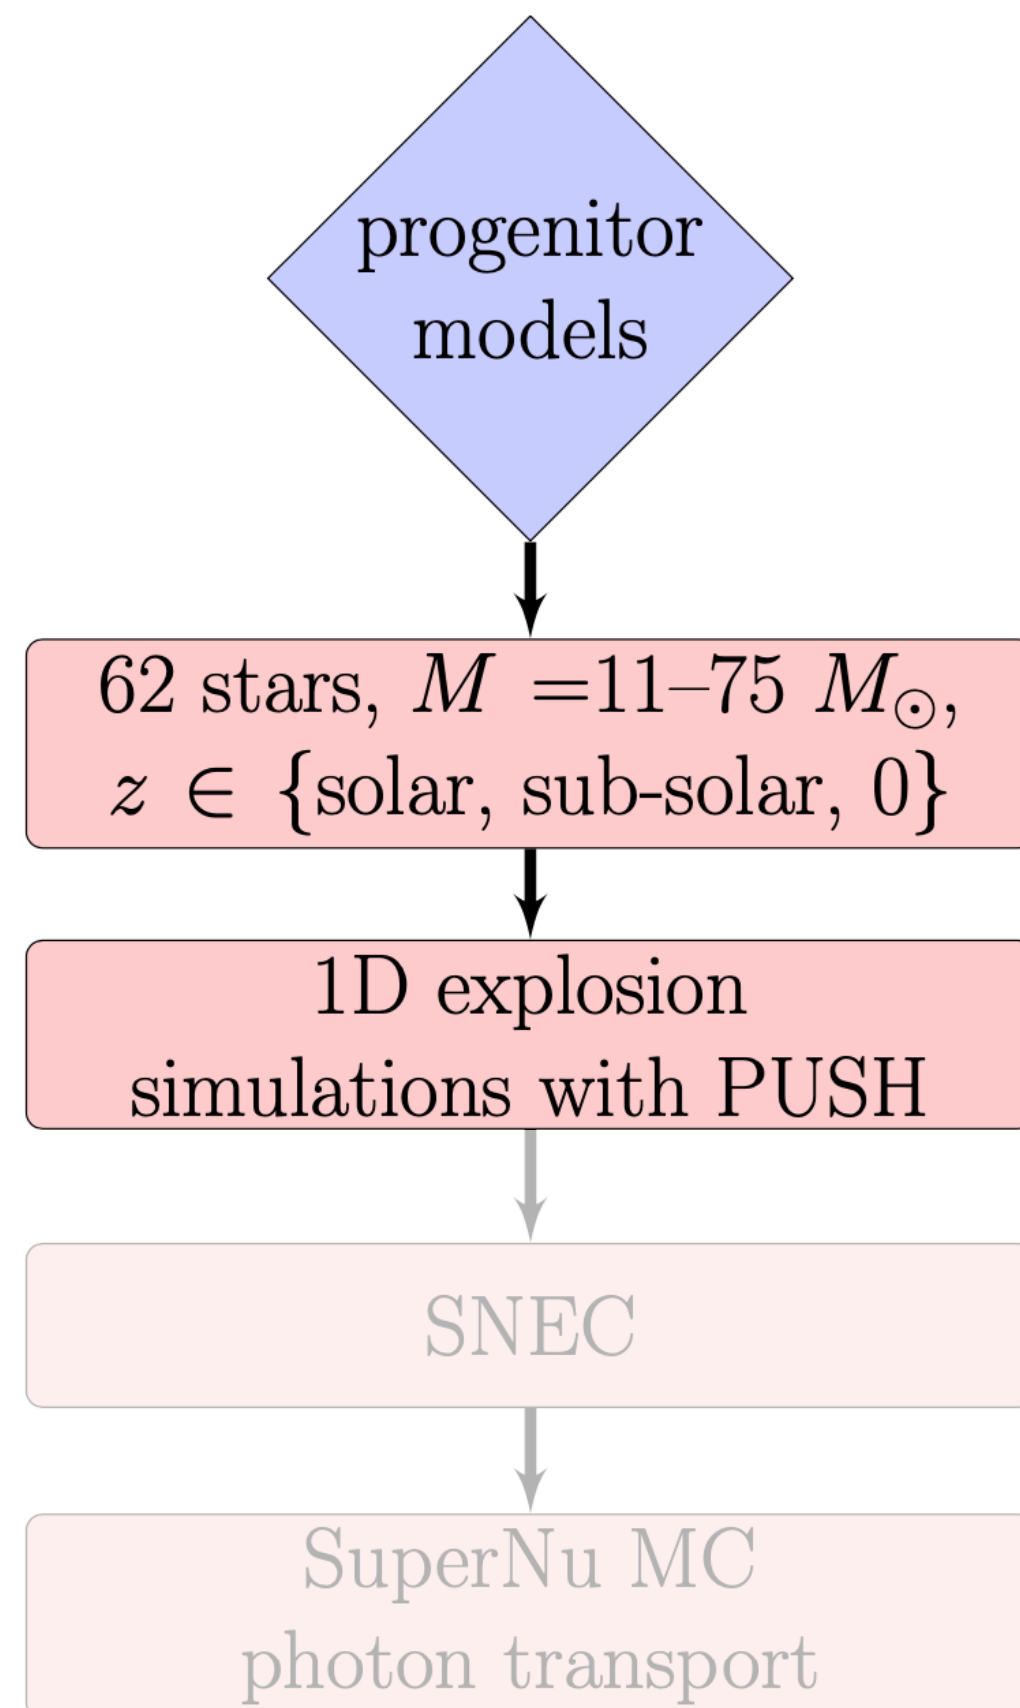 progenitor
models
62 stars, M =11–75 M⊙,
z ∈ {solar, sub-solar, 0}
1D explosion
simulations with PUSH
SNEC
SuperNu MC
photon transport